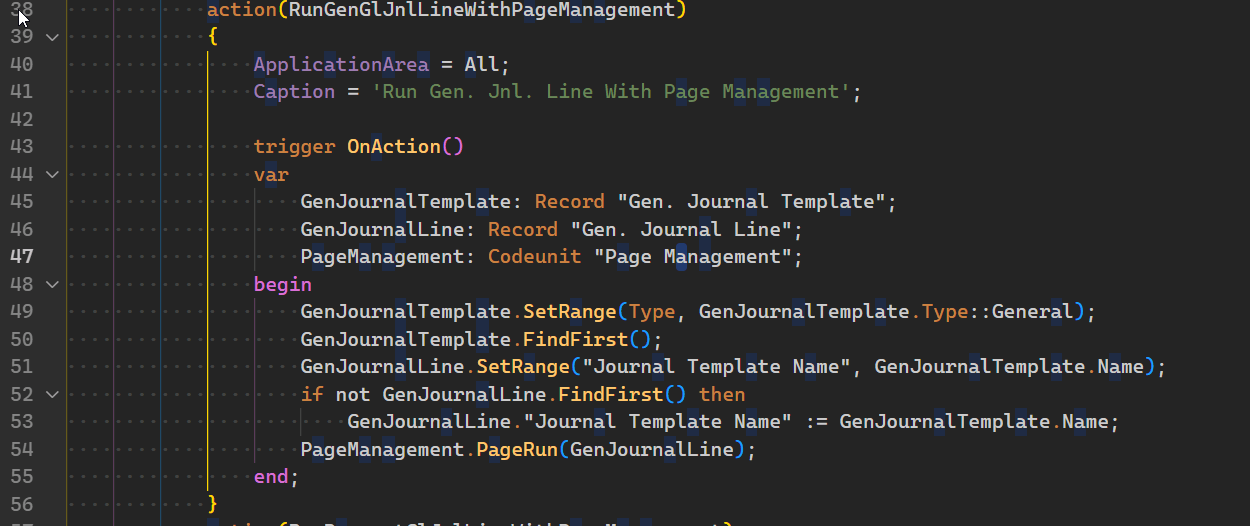 38 action(RunGenGlJnlLineWithPageManagement)
39 {
40 ApplicationArea = All;
41 Caption = 'Run Gen. Jnl. Line With Page Management';
42
43 trigger OnAction()
44 var
45 GenJournalTemplate: Record "Gen. Journal Template";
46 GenJournalLine: Record "Gen. Journal Line";
47 PageManagement: Codeunit "Page Management";
48 begin
49 GenJournalTemplate.SetRange(Type, GenJournalTemplate.Type::General);
50 GenJournalTemplate.FindFirst();
51 GenJournalLine.SetRange("Journal Template Name", GenJournalTemplate.Name);
52 if not GenJournalLine.FindFirst() then
53 GenJournalLine."Journal Template Name" := GenJournalTemplate.Name;
54 PageManagement.PageRun(GenJournalLine);
55 end;
56 }